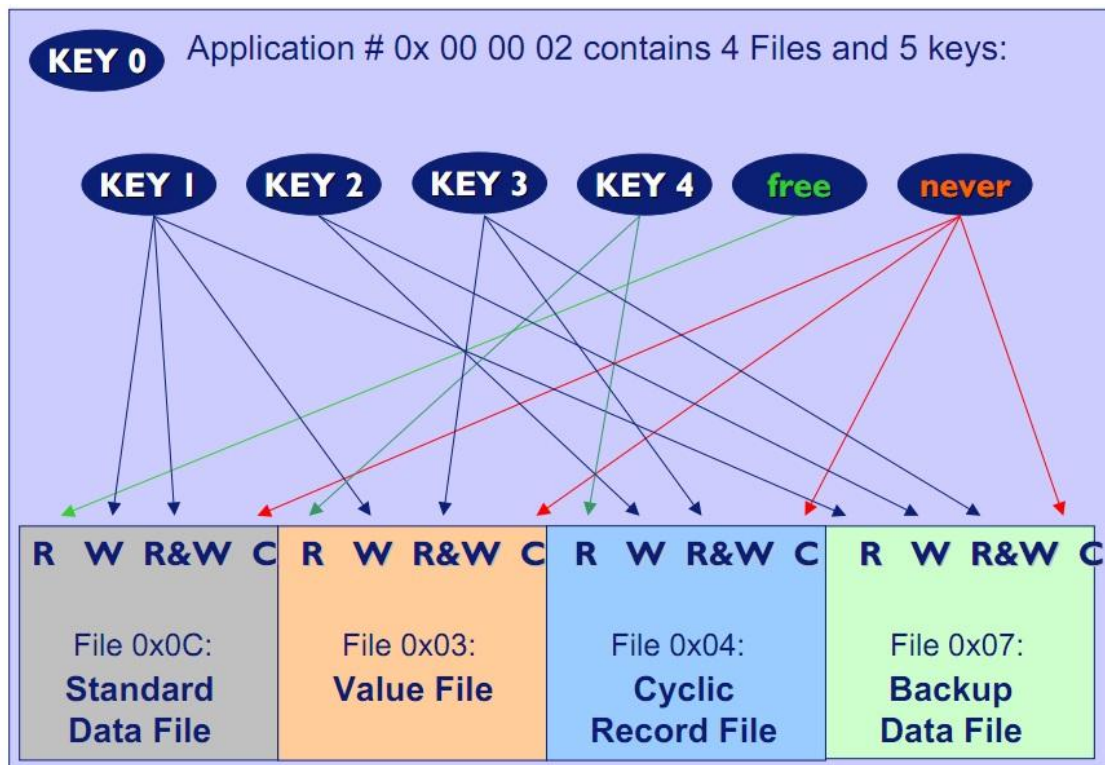 KEY 0 Application # 0x 00 00 02 contains 4 Files and 5 keys:
KEY 1 KEY 2 KEY 3 KEY 4 free never
R W R&W C R W R&W C R W R&W C R W R&W C
File 0x0C: File 0x03: File 0x04: File 0x07:
Standard Value File Cyclic Backup
Data File Record File Data File